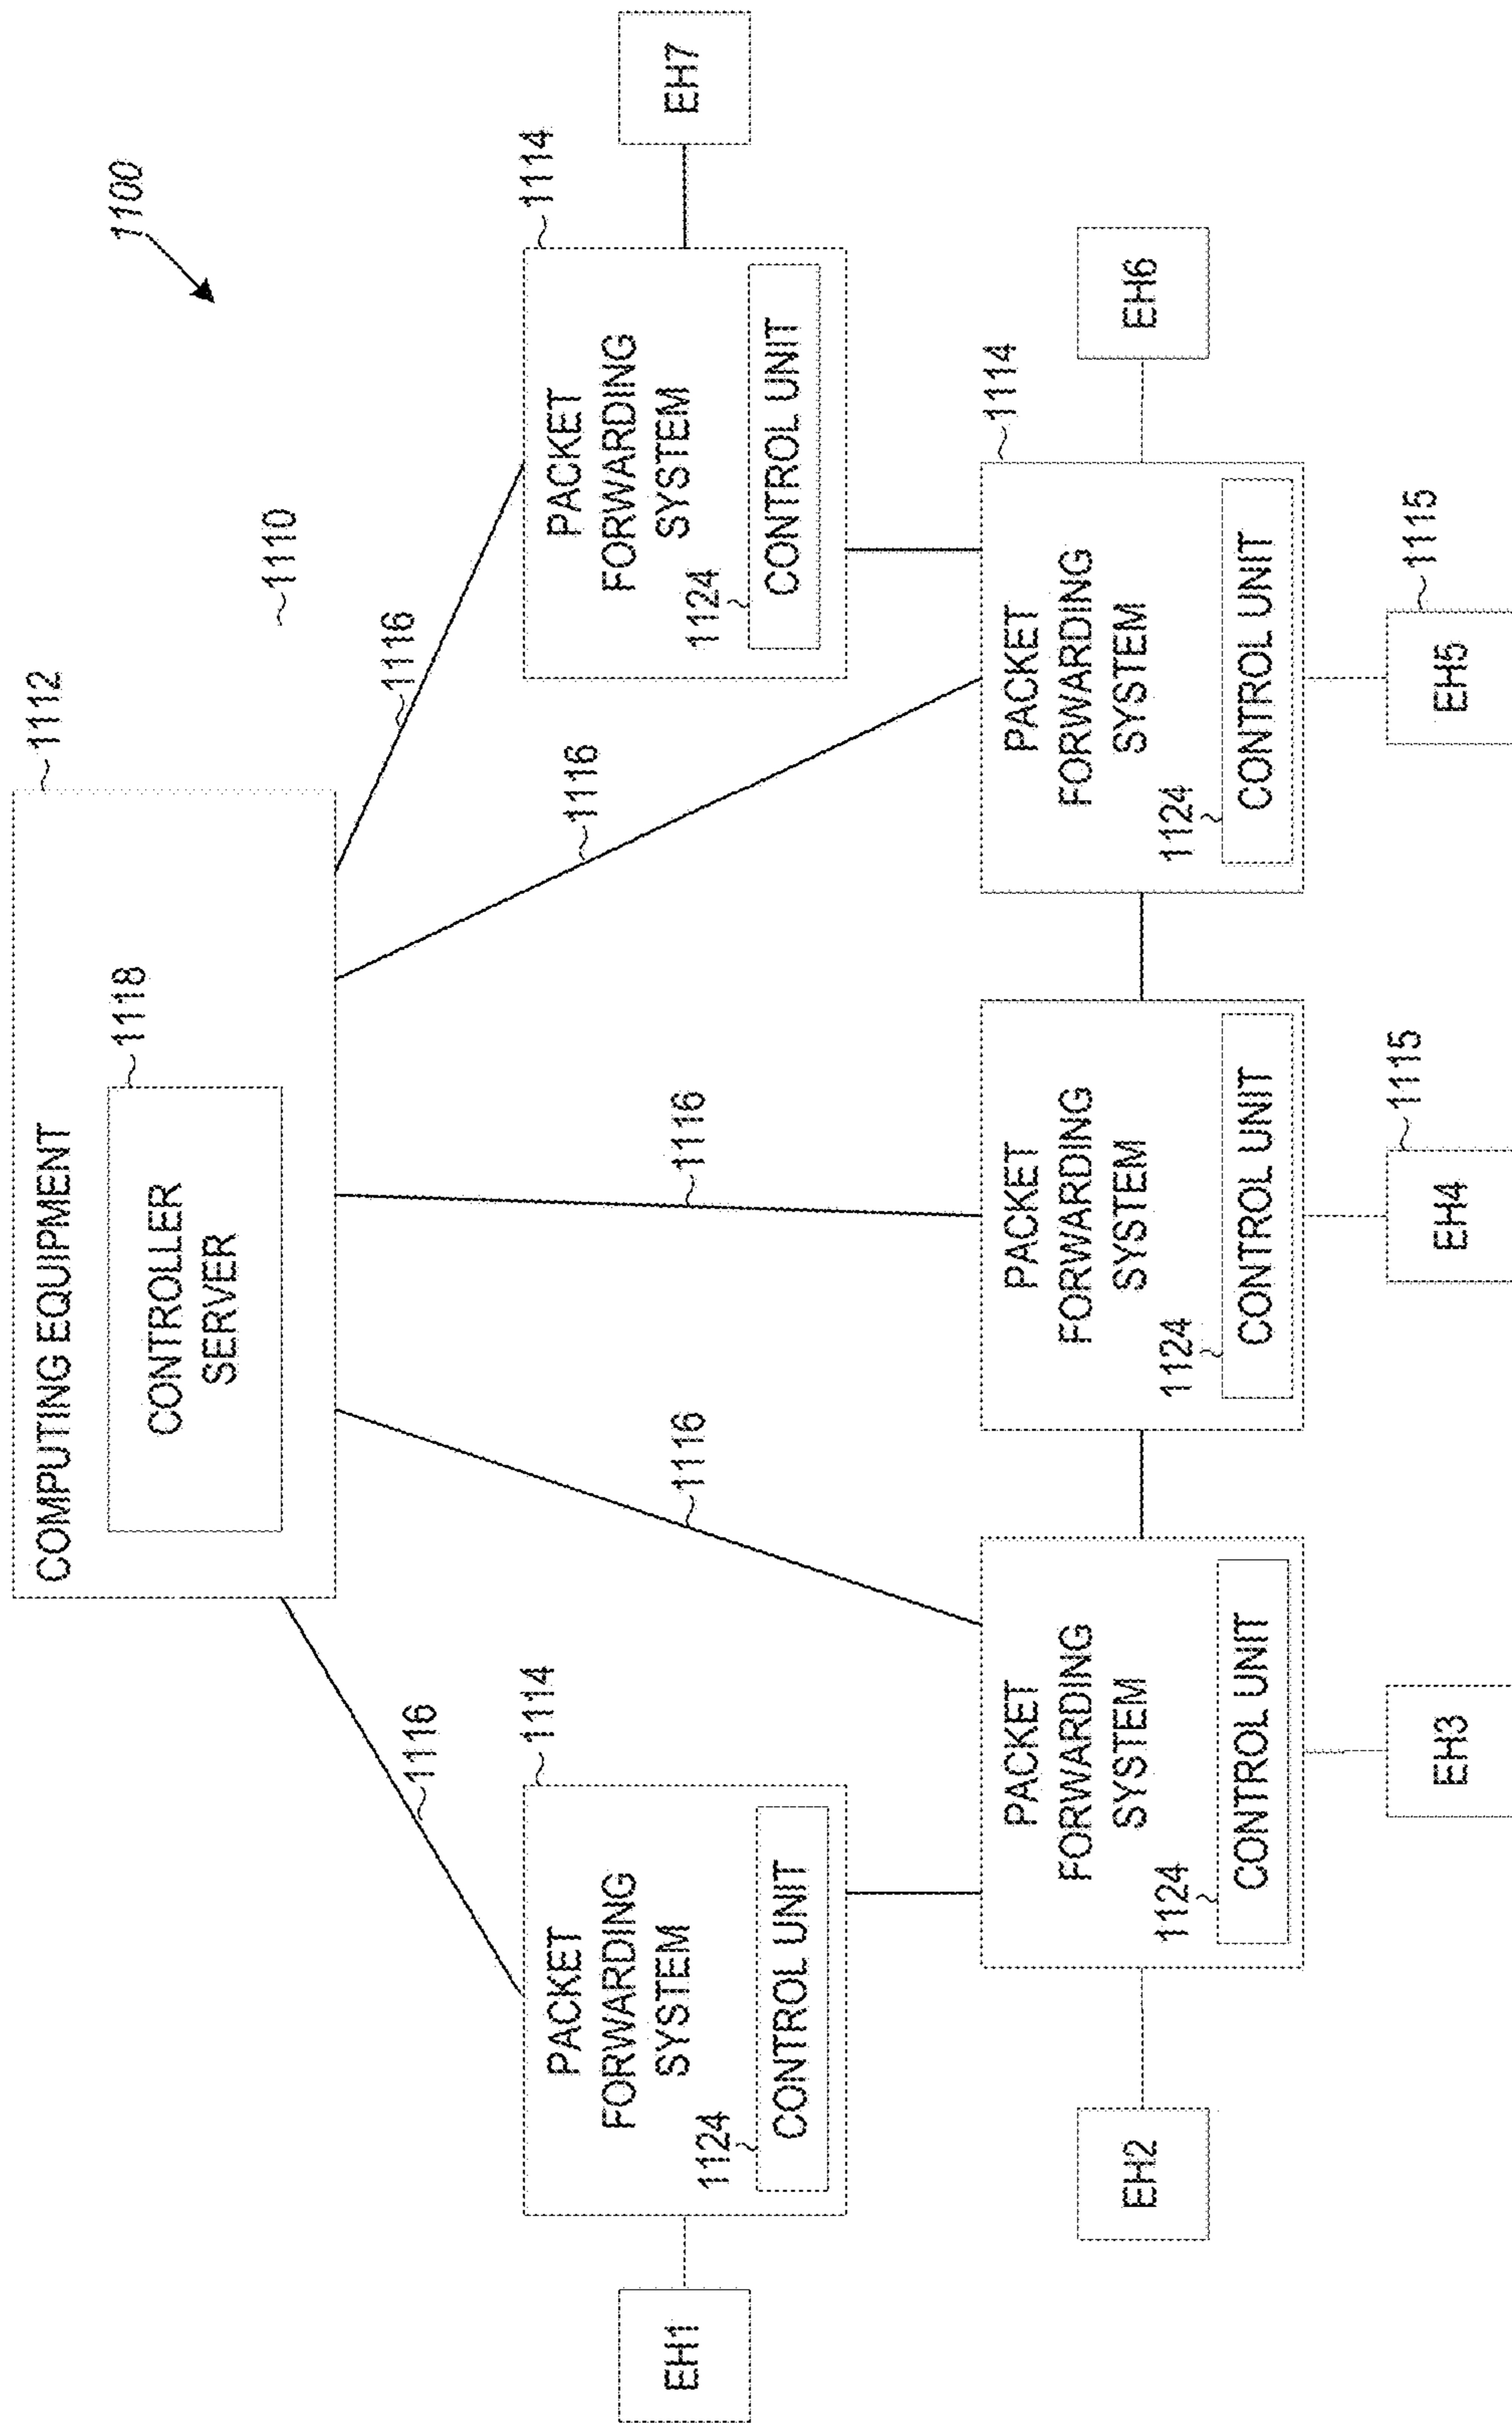 1100
1112
COMPUTING EQUIPMENT
1118
CONTROLLER
SERVER
1110
1116
1116
1116
1116
1116
1114
PACKET
FORWARDING
SYSTEM
1124
CONTROL UNIT
EH1
1114
PACKET
FORWARDING
SYSTEM
1124
CONTROL UNIT
EH7
PACKET
FORWARDING
SYSTEM
1124
CONTROL UNIT
EH2
EH3
PACKET
FORWARDING
SYSTEM
1124
CONTROL UNIT
1115
EH4
1114
PACKET
FORWARDING
SYSTEM
1124
CONTROL UNIT
EH6
1115
EH5